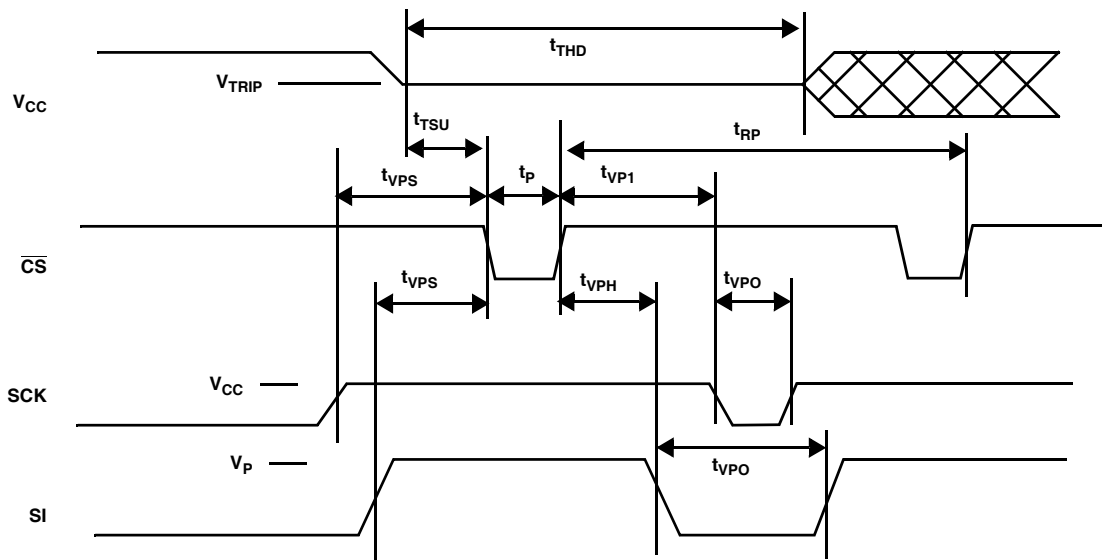 tTHD
VTRIP
VCC
tTSU
tRP
tVPS
tP
tVP1
CS
tVPS
tVPH
tVPO
VCC
SCK
VP
tVPO
SI